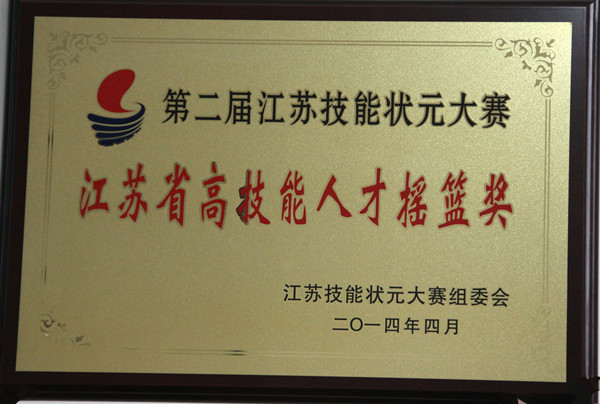 第二届江苏技能状元大赛
江苏省高技能人才摇篮奖
江苏技能状元大赛组委会
二〇一四年四月